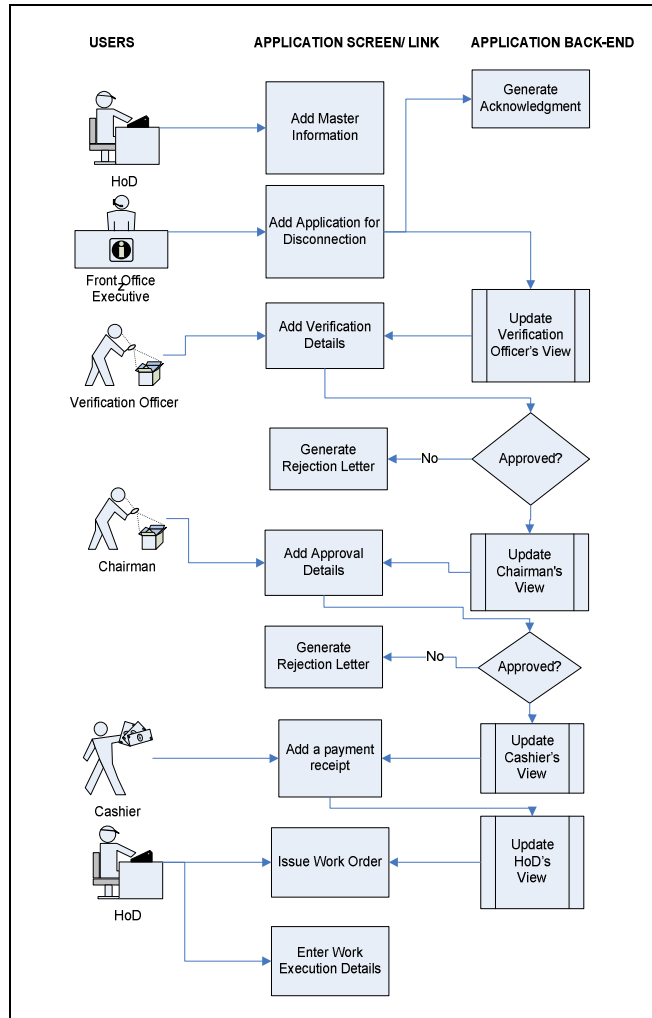 USERS
APPLICATION SCREEN/ LINK
APPLICATION BACK-END
Add Master
Information
Generate
Acknowledgment
HoD
Add Application for
Disconnection
Front Office
Executive
z
Update
Verification
Officer's View
Add Verification
Details
Verification Officer
Approved?
No
Generate
Rejection Letter
Chairman
Add Approval
Details
Update
Chairman's
View
Generate
Rejection Letter
No
Approved?
Cashier
Add a payment
receipt
Update
Cashier's
View
HoD
Issue Work Order
Update
HoD's
View
Enter Work
Execution Details